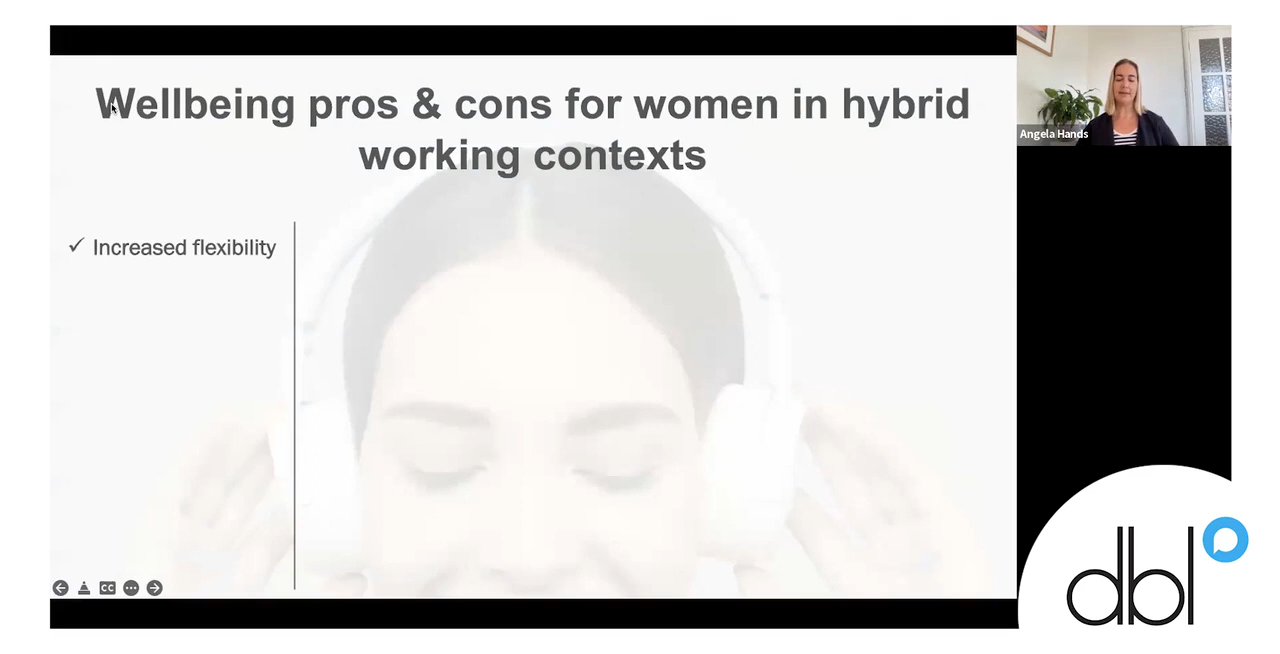 Wellbeing pros & cons for women in hybrid
working contexts
✓ Increased flexibility
Angela Hands
CC
dbl